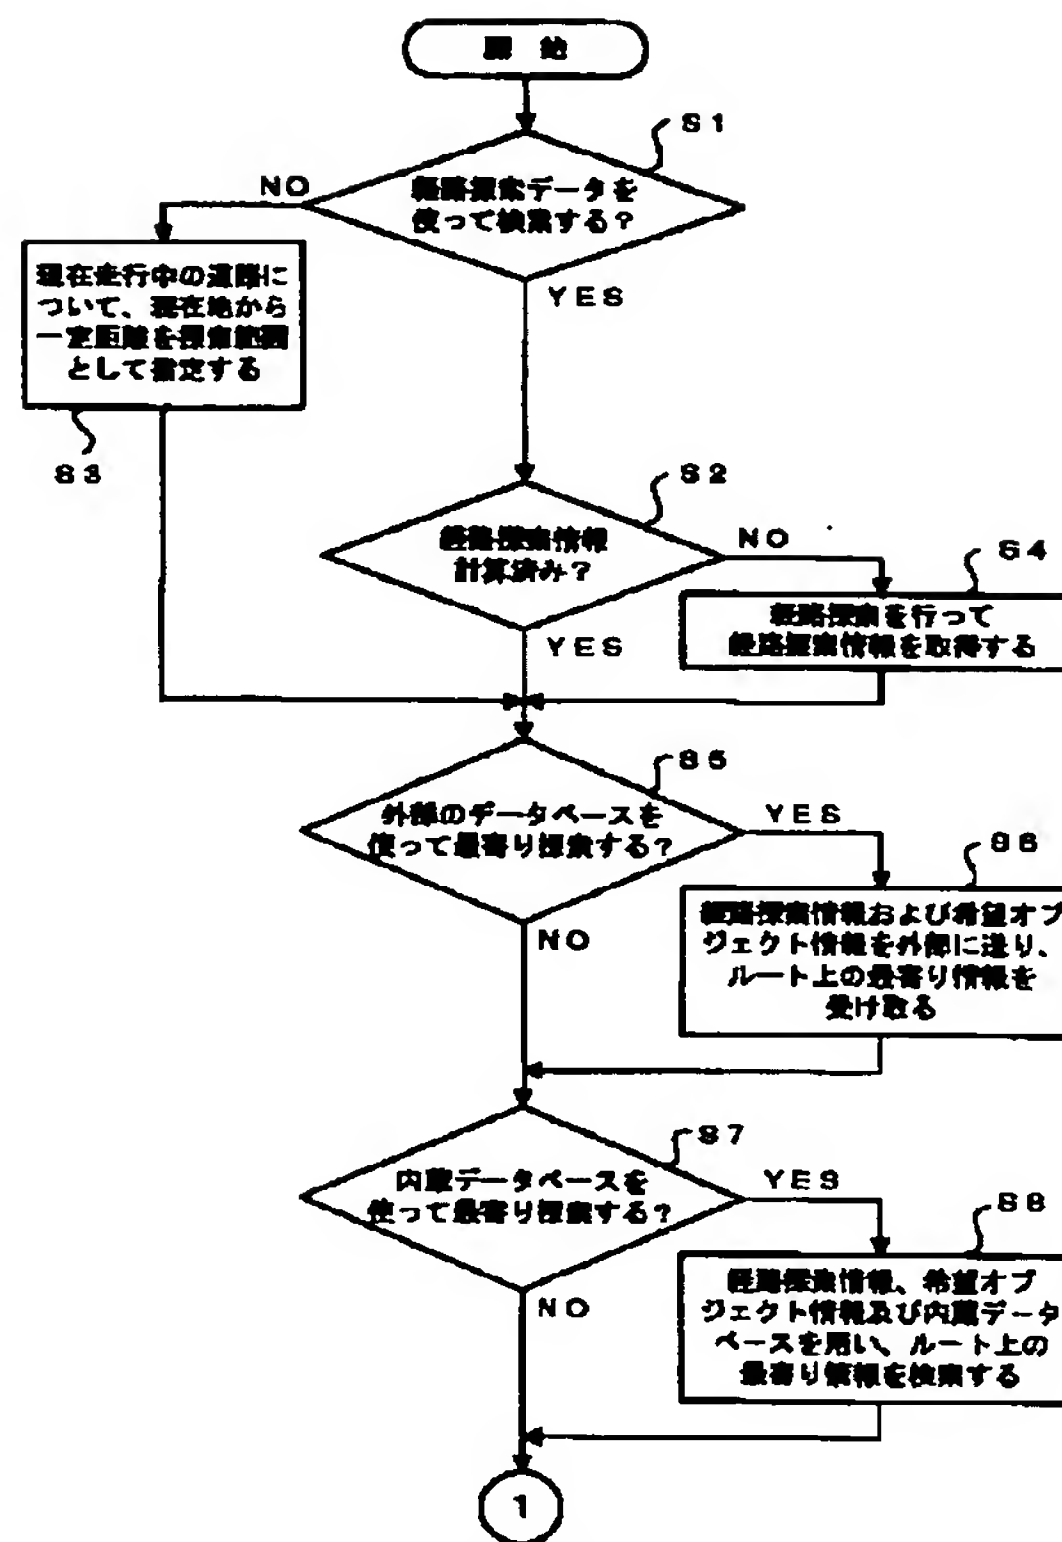 開始
S1
経路探索データを
使って検索する?
NO
YES
現在走行中の道路に
ついて、現在地から
一定距離を探索範囲
として指定する
S3
S2
経路探索情報
計算済み?
NO
YES
S4
経路探索を行って
経路探索情報を取得する
S5
外部のデータベースを
使って最寄り探索する?
YES
NO
S6
経路探索情報および希望オブ
ジェクト情報を外部に送り、
ルート上の最寄り情報を
受け取る
S7
内蔵データベースを
使って最寄り探索する?
YES
NO
S8
経路探索情報、希望オブ
ジェクト情報及び内蔵データ
ベースを用い、ルート上の
最寄り情報を検索する
1